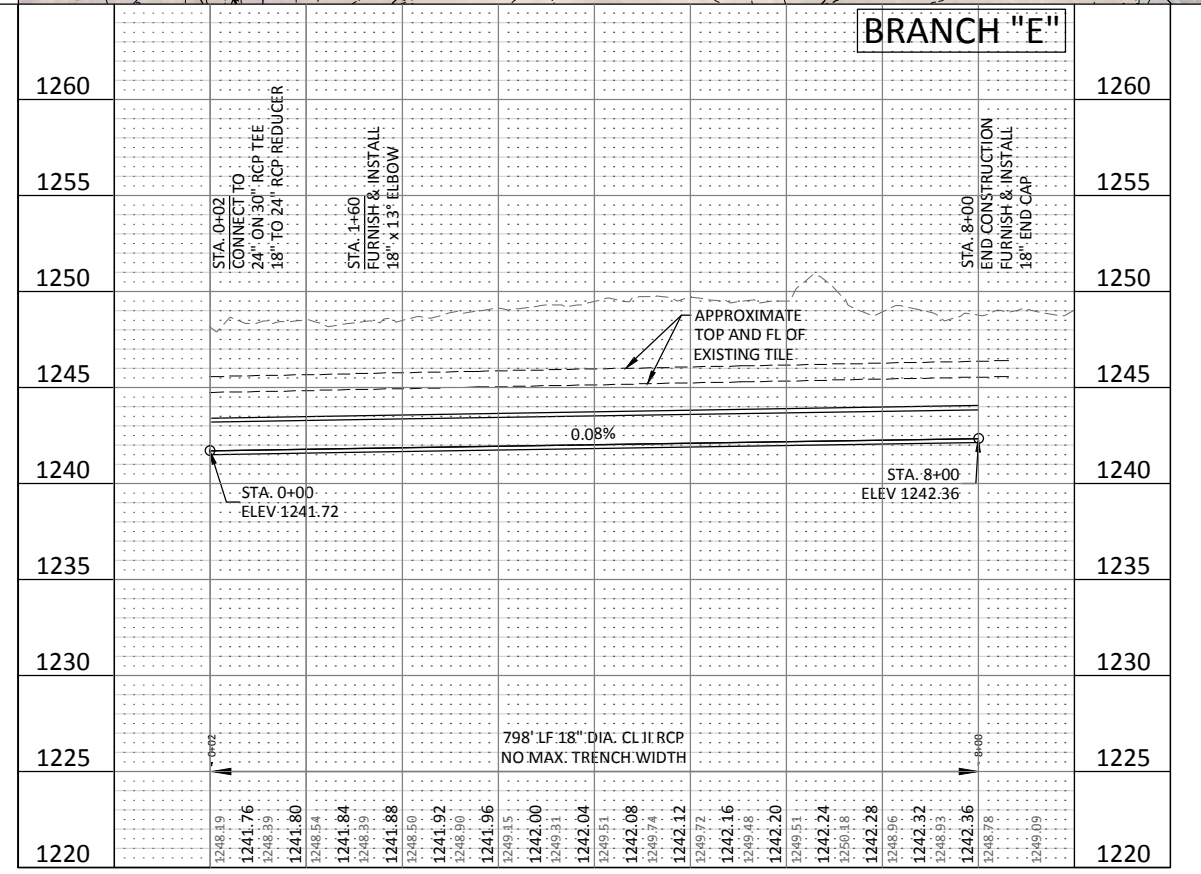 BRANCH "E"
1260
1260
1255
1255
1250
1250
1245
1245
1240
1240
1235
1235
1230
1230
1225
1225
1220
1220
STA. 0+02
CONNECT TO
24" ON 30" RCP TEE
18" TO 24" RCP REDUCER
STA. 1+60
FURNISH & INSTALL
18" x 13° ELBOW
STA. 8+00
END CONSTRUCTION
FURNISH & INSTALL
18" END CAP
APPROXIMATE
TOP AND FL OF
EXISTING TILE
0.08%
STA. 0+00
ELEV 1241.72
STA. 8+00
ELEV 1242.36
798' LF 18" DIA. CL II RCP
NO MAX. TRENCH WIDTH
0+02
8+00
1248.19
1241.76
1248.39
1241.80
1248.54
1241.84
1248.39
1241.88
1248.50
1241.92
1248.90
1241.96
1249.15
1242.00
1249.31
1242.04
1249.51
1242.08
1249.74
1242.12
1249.72
1242.16
1249.48
1242.20
1249.51
1242.24
1250.18
1242.28
1248.96
1242.32
1248.93
1242.36
1248.78
1249.09